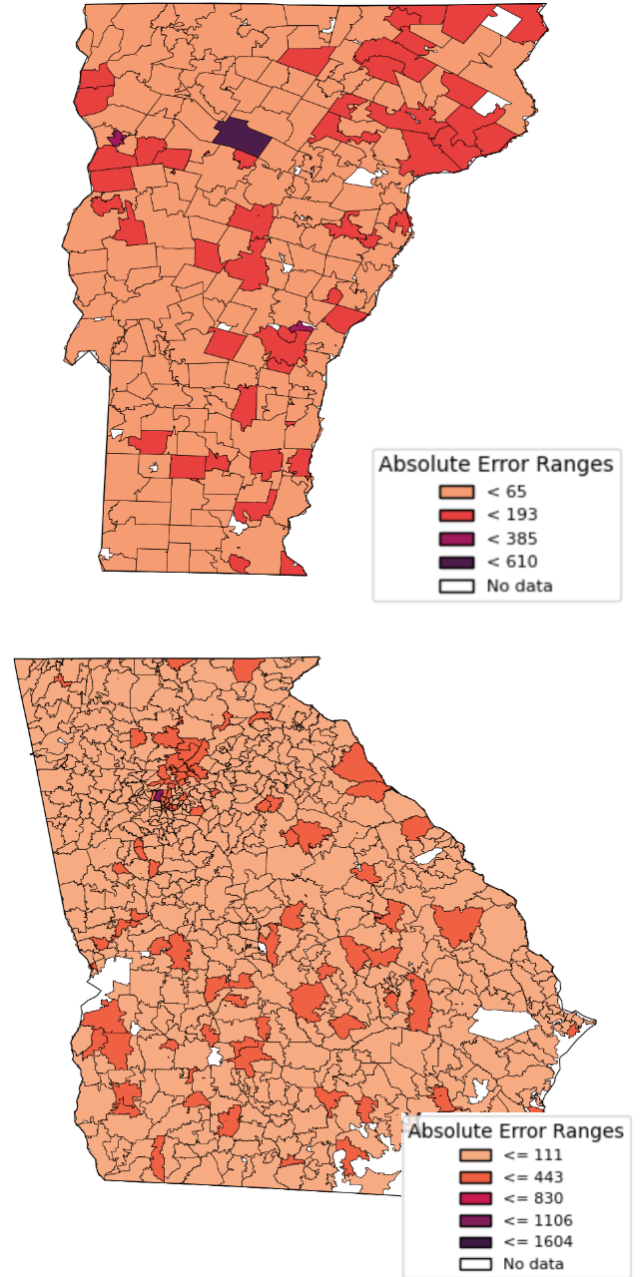 Absolute Error Ranges
< 65
< 193
< 385
< 610
No data
Absolute Error Ranges
<= 111
<= 443
<= 830
<= 1106
<= 1604
No data